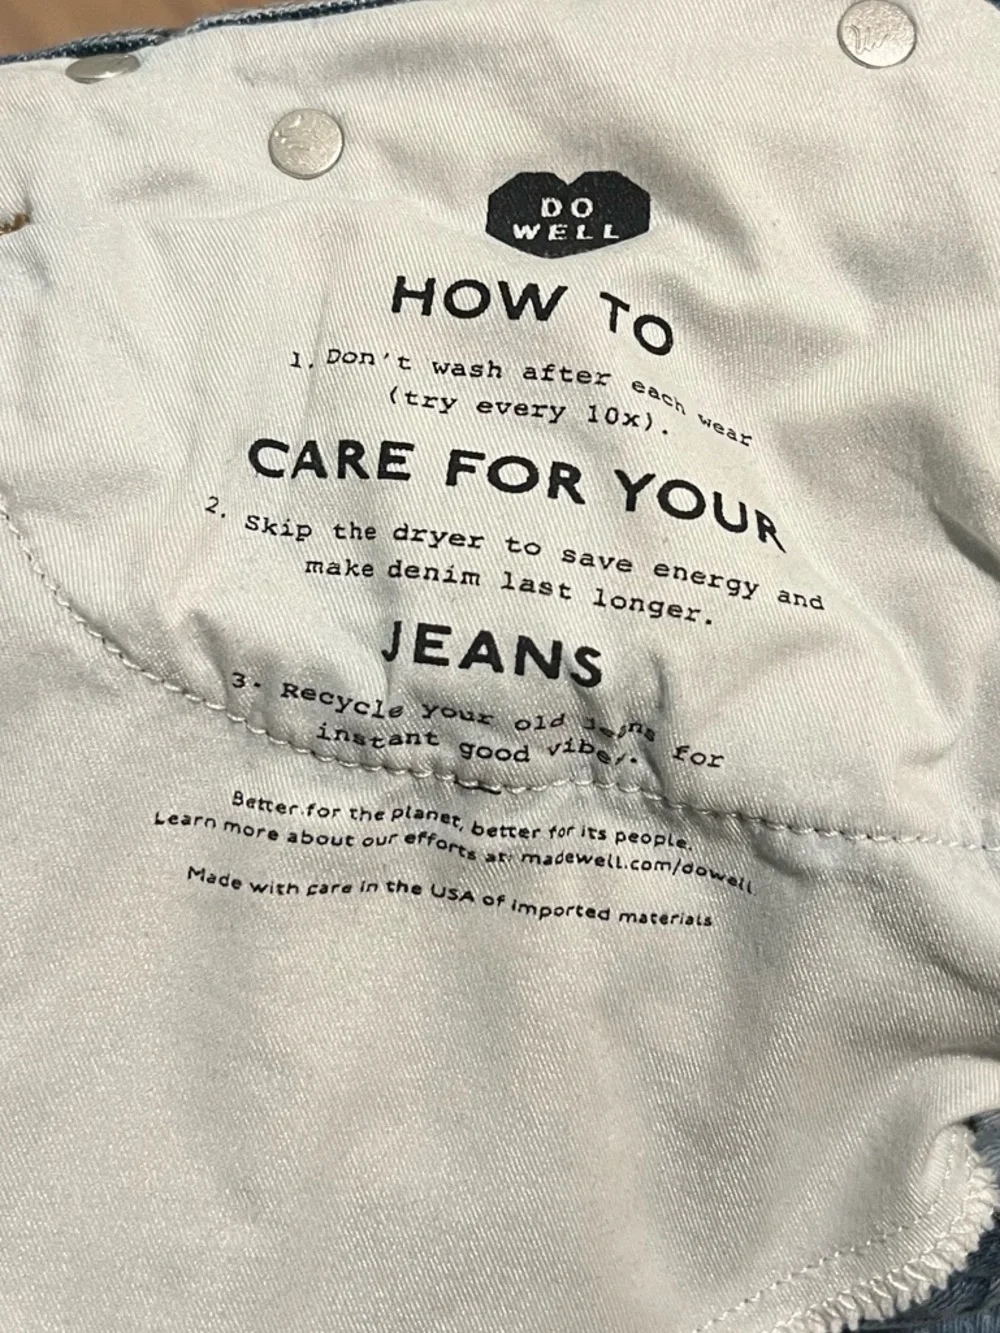 DO
WELL
HOW TO
1. Don't wash after each wear
(try every 10x).
CARE FOR YOUR
2. Skip the dryer to save energy and
make denim last longer.
JEANS
3. Recycle your old jeans for
instant good vibes.
Better for the planet, better for its people.
Learn more about our efforts at: madewell.com/dowell
Made with care in the USA of imported materials